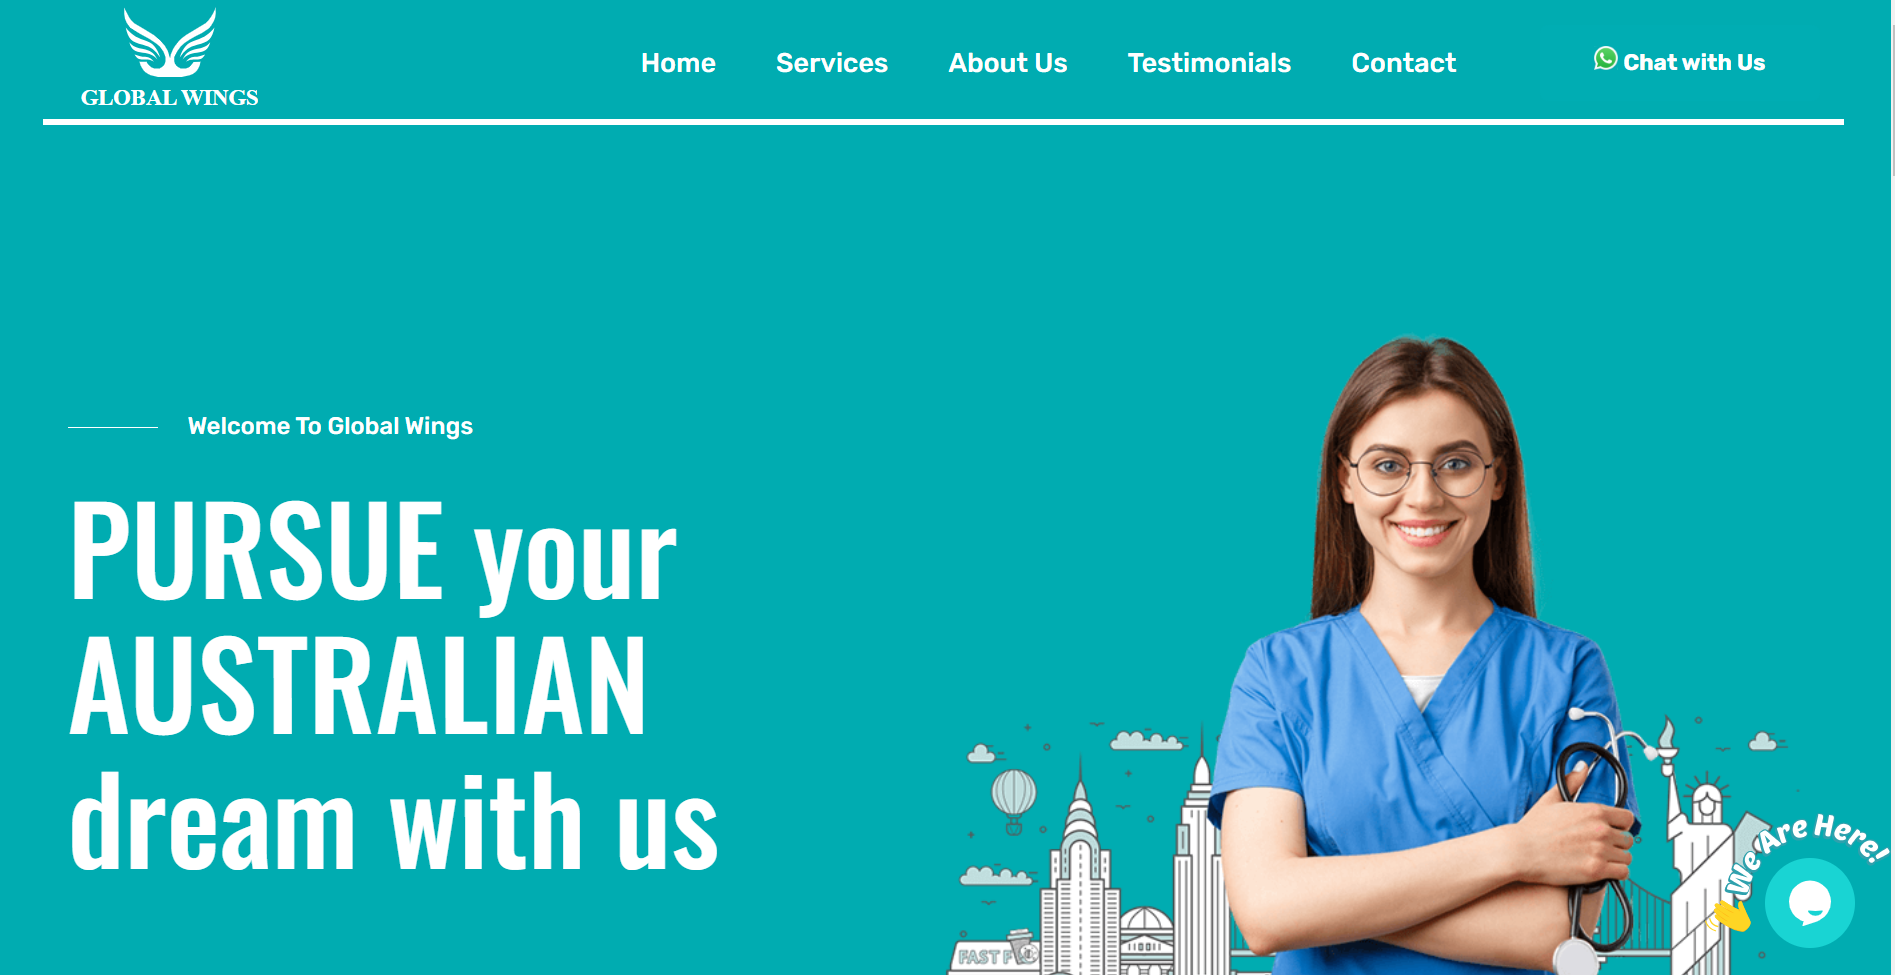 GLOBAL WINGS
Home
Services
About Us
Testimonials
Contact
Chat with Us
Welcome To Global Wings
PURSUE your
AUSTRALIAN
dream with us
We Are Here!
FAST